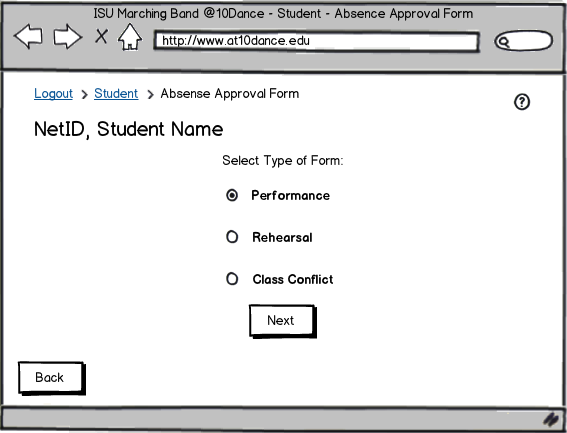 ISU Marching Band @10Dance - Student - Absence Approval Form
http://www.at10dance.edu
Logout > Student > Absense Approval Form
?
NetID, Student Name
Select Type of Form:
Performance
Rehearsal
Class Conflict
Next
Back